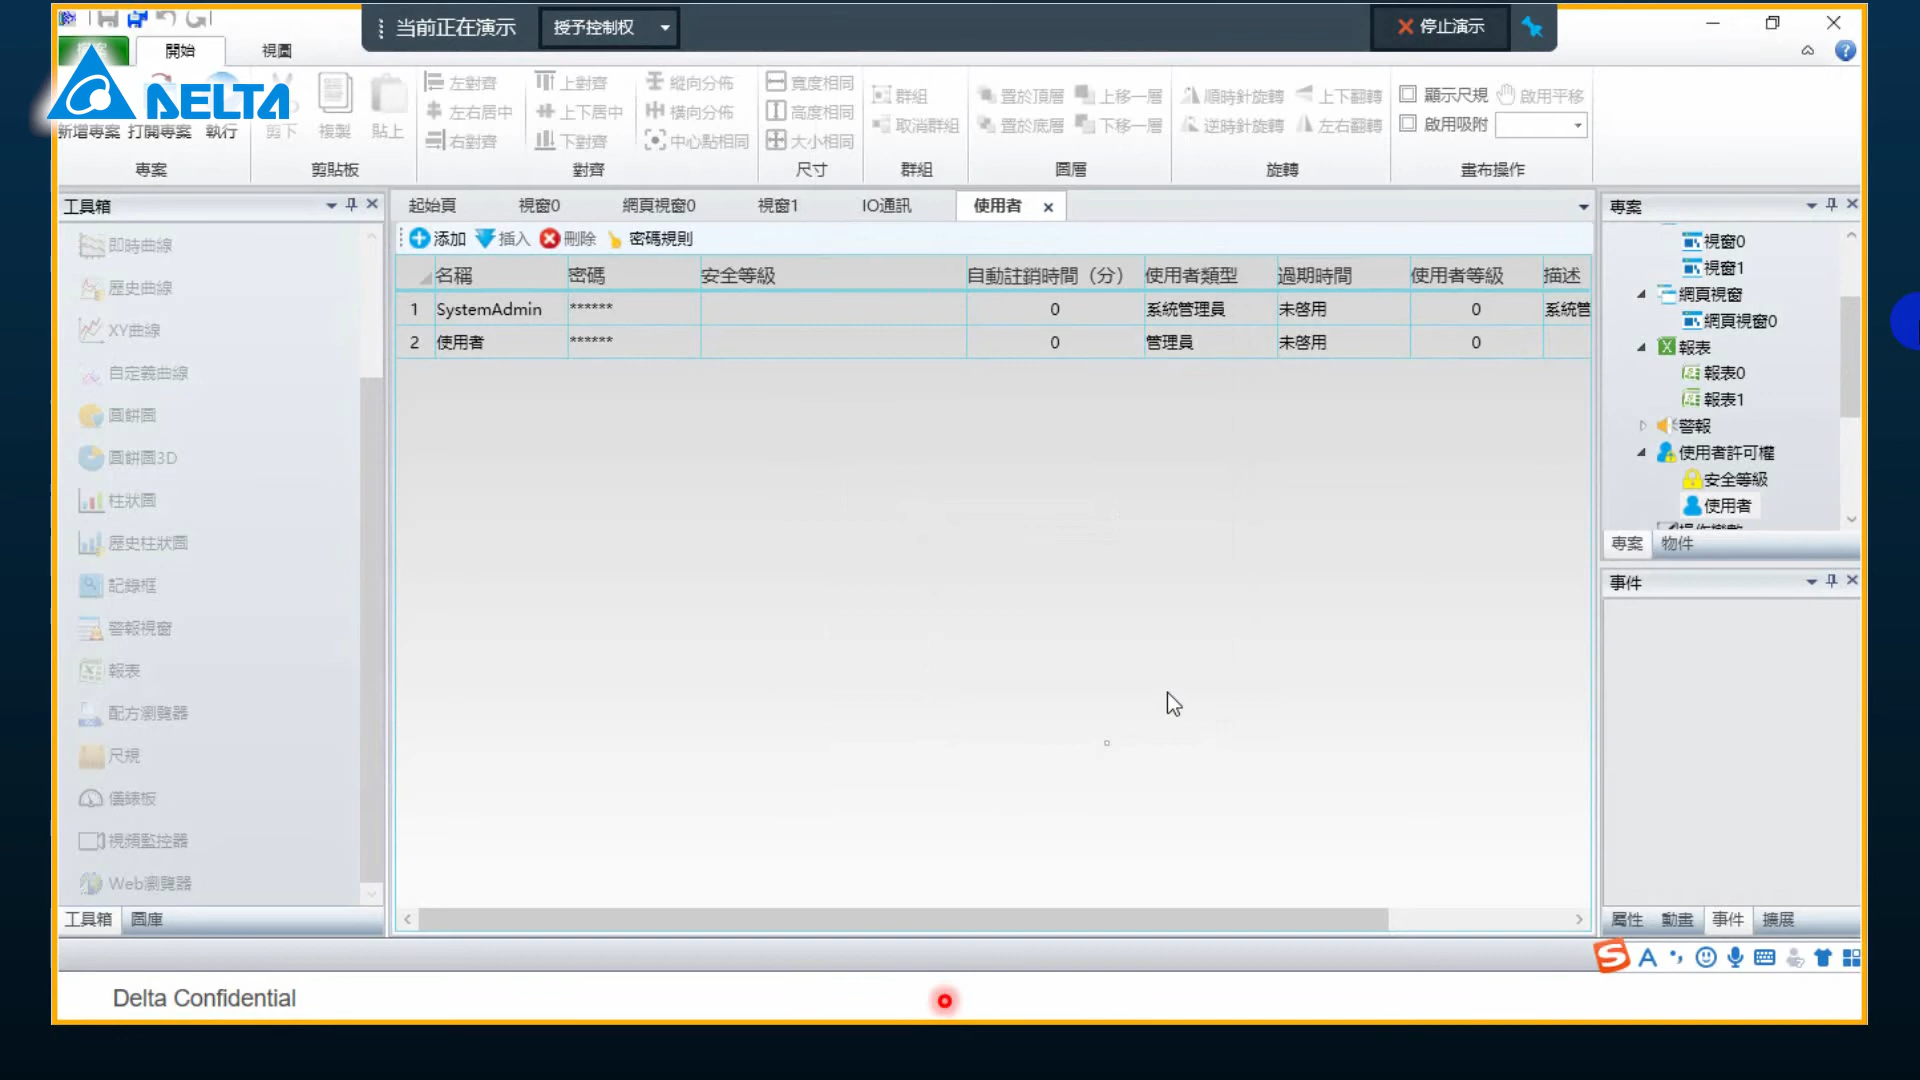 当前正在演示
授予控制权
停止演示
DELTA
開始
視圖
新增專案
打開專案
執行
剪下
複製
貼上
專案
剪貼板
左對齊
左右居中
右對齊
上對齊
上下居中
下對齊
縱向分佈
橫向分佈
中心點相同
對齊
寬度相同
高度相同
大小相同
尺寸
群組
取消群組
群組
置於頂層
置於底層
上移一層
下移一層
圖層
順時針旋轉
逆時針旋轉
上下翻轉
左右翻轉
旋轉
顯示尺規
啟用平移
啟用吸附
畫布操作
工具箱
即時曲線
歷史曲線
XY曲線
自定義曲線
圓餅圖
圓餅圖3D
柱狀圖
歷史柱狀圖
記錄框
警報視窗
報表
配方瀏覽器
尺規
儀錶板
視頻監控器
Web瀏覽器
工具箱
圖庫
起始頁
視窗0
網頁視窗0
視窗1
IO通訊
使用者
添加
插入
刪除
密碼規則
名稱 密碼 安全等級 自動註銷時間（分） 使用者類型 過期時間 使用者等級 描述
1 SystemAdmin ****** 0 系統管理員 未啓用 0 系統管
2 使用者 ****** 0 管理員 未啓用 0
專案
視窗0
視窗1
網頁視窗
網頁視窗0
報表
報表0
報表1
警報
使用者許可權
安全等級
使用者
專案
物件
事件
屬性
動畫
事件
擴展
Delta Confidential